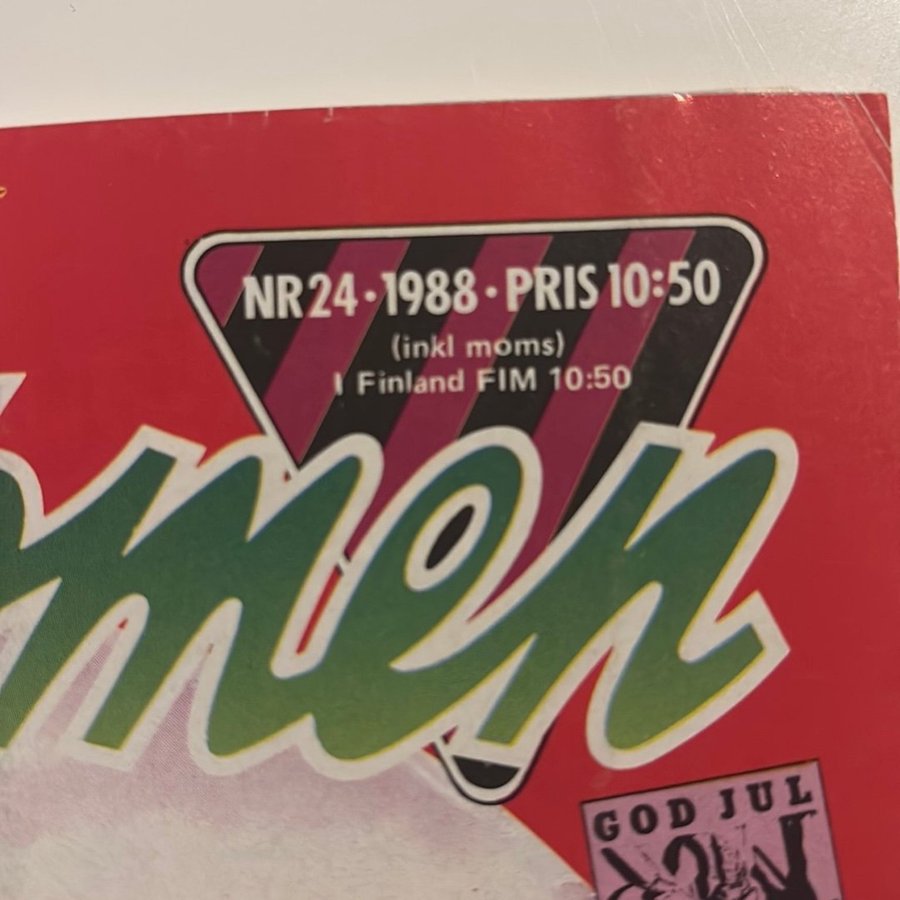 NR 24 · 1988 · PRIS 10:50
(inkl moms)
I Finland FIM 10:50
men
GOD JUL